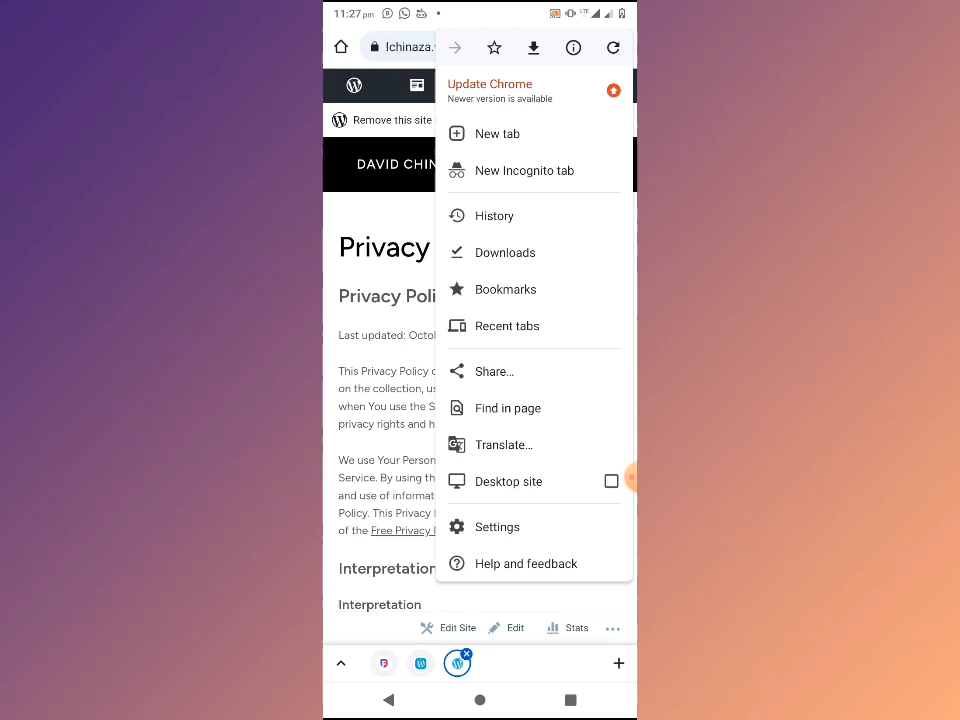 11:27pm
LTE
Ichinaza.
Update Chrome
Newer version is available
New tab
Remove this site
New Incognito tab
DAVID CHIN
History
Privacy
Downloads
Bookmarks
Privacy Poli
Recent tabs
Last updated: Octo
Share...
This Privacy Policy
on the collection, us
when You use the S
Find in page
privacy rights and h
Translate...
We use Your Person
Service. By using th
Desktop site
and use of informat
Policy. This Privacy
of the Free Privacy
Settings
Interpretation
Help and feedback
Interpretation
Edit Site
Edit
Stats